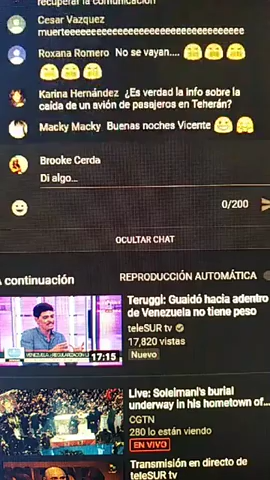 recuperar la comunicación
Cesar Vazquez
muerteeeeeeeeeeeeeeeeeeeeeeeeeeeeeeeee
Roxana Romero No se vayan....
Karina Hernández ¿Es verdad la info sobre la
caída de un avión de pasajeros en Teherán?
Macky Macky Buenas noches Vicente
Brooke Cerda
Di algo...
0/200
OCULTAR CHAT
A continuación REPRODUCCIÓN AUTOMÁTICA
Teruggi: Guaidó hacia adentro
de Venezuela no tiene peso
teleSUR tv
17,820 vistas
Nuevo
17:15
Live: Soleimani's burial
underway in his hometown of...
CGTN
280 lo están viendo
EN VIVO
Transmisión en directo de
teleSUR tv